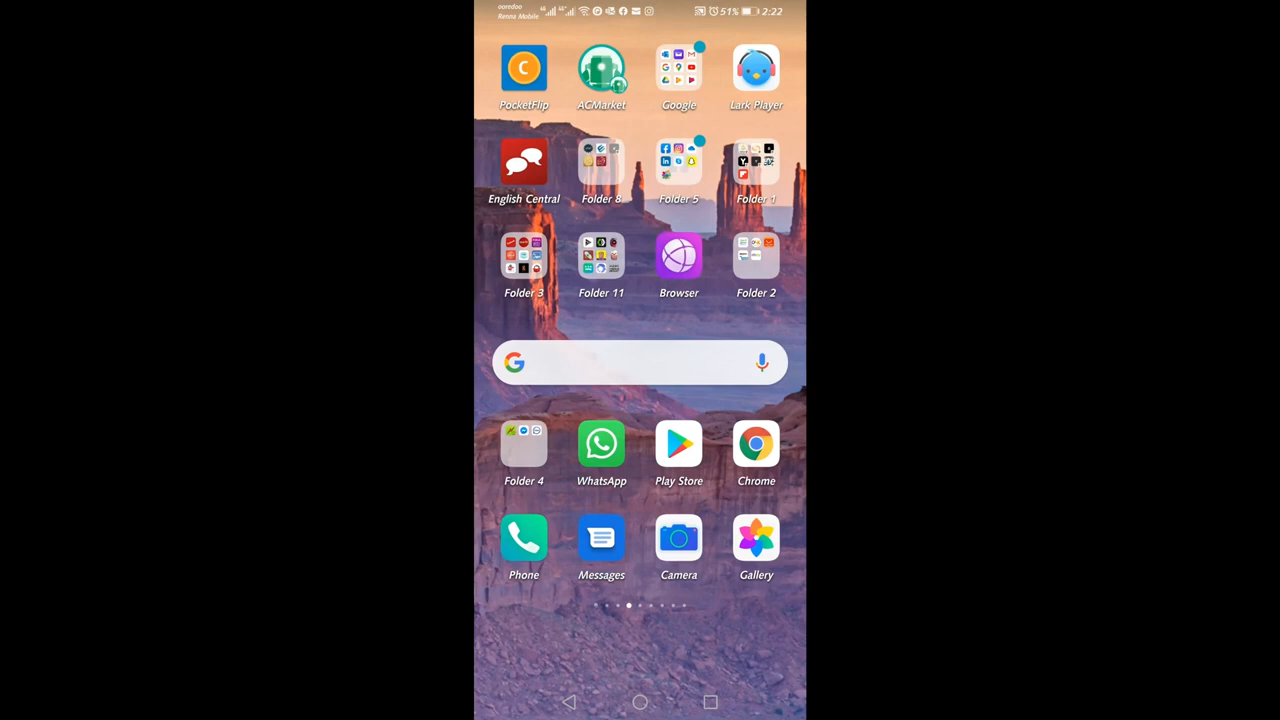 ooredoo
Renna Mobile
51% 2:22
PocketFlip
ACMarket
Google
Lark Player
English Central
Folder 8
Folder 5
Folder 1
Folder 3
Folder 11
Browser
Folder 2
Folder 4
WhatsApp
Play Store
Chrome
Phone
Messages
Camera
Gallery